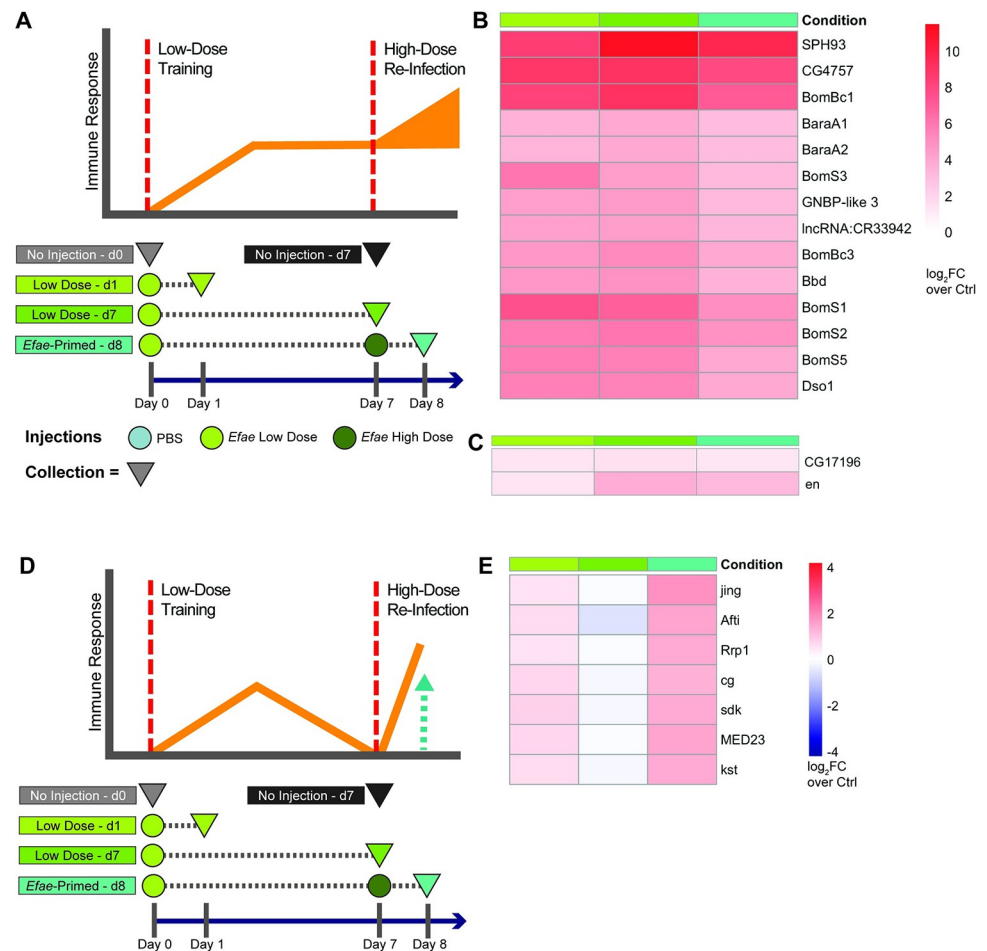 A
Immune Response
Low-Dose
Training
High-Dose
Re-Infection
No Injection - d0
No Injection - d7
Low Dose - d1
Low Dose - d7
Efae-Primed - d8
Day 0
Day 1
Day 7
Day 8
Injections
PBS
Efae Low Dose
Efae High Dose
Collection =
B
Condition
SPH93
CG4757
BomBc1
BaraA1
BaraA2
BomS3
GNBP-like 3
lncRNA:CR33942
BomBc3
Bbd
BomS1
BomS2
BomS5
Dso1
10
8
6
4
2
0
log2FC
over Ctrl
C
CG17196
en
D
Immune Response
Low-Dose
Training
High-Dose
Re-Infection
No Injection - d0
No Injection - d7
Low Dose - d1
Low Dose - d7
Efae-Primed - d8
Day 0
Day 1
Day 7
Day 8
E
Condition
jing
Afti
Rrp1
cg
sdk
MED23
kst
4
2
0
-2
-4
log2FC
over Ctrl